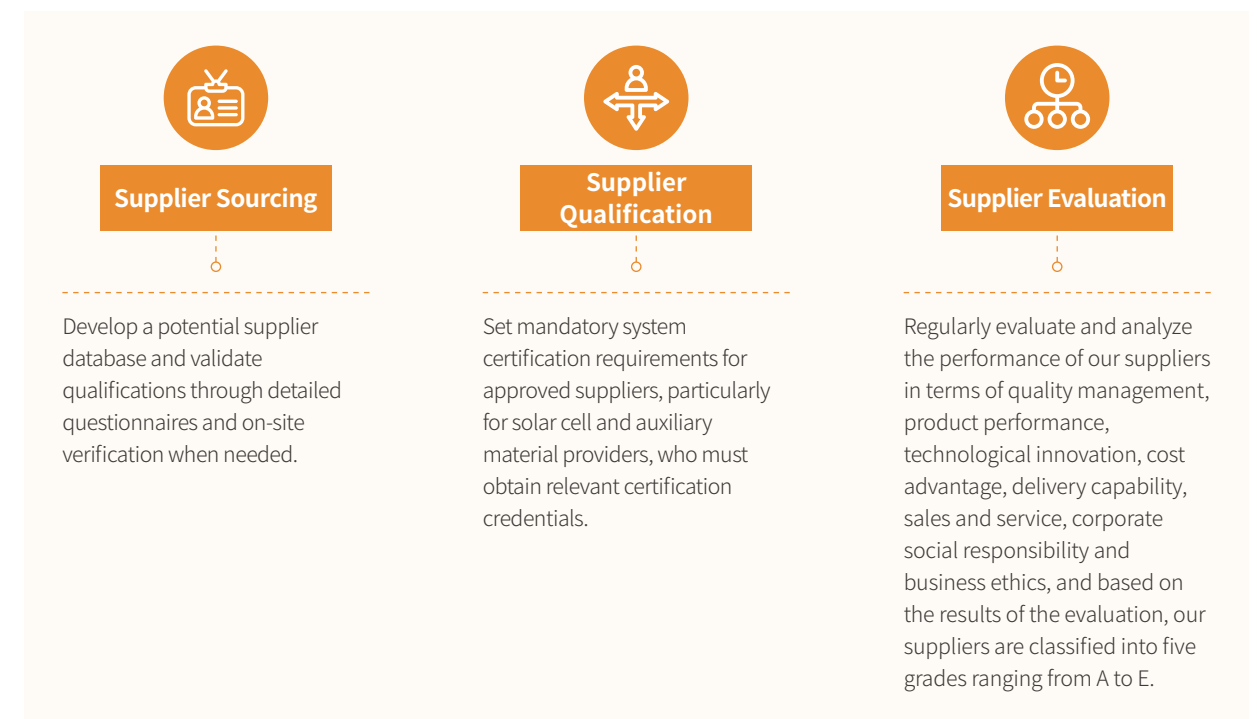 Supplier Sourcing
Develop a potential supplier
database and validate
qualifications through detailed
questionnaires and on-site
verification when needed.
Supplier
Qualification
Set mandatory system
certification requirements for
approved suppliers, particularly
for solar cell and auxiliary
material providers, who must
obtain relevant certification
credentials.
Supplier Evaluation
Regularly evaluate and analyze
the performance of our suppliers
in terms of quality management,
product performance,
technological innovation, cost
advantage, delivery capability,
sales and service, corporate
social responsibility and
business ethics, and based on
the results of the evaluation, our
suppliers are classified into five
grades ranging from A to E.